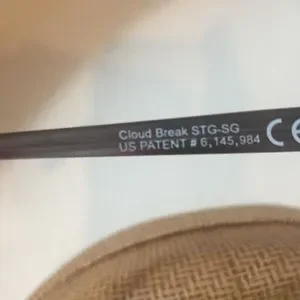 Cloud Break STG-SG
US PATENT # 6,145,984 CE